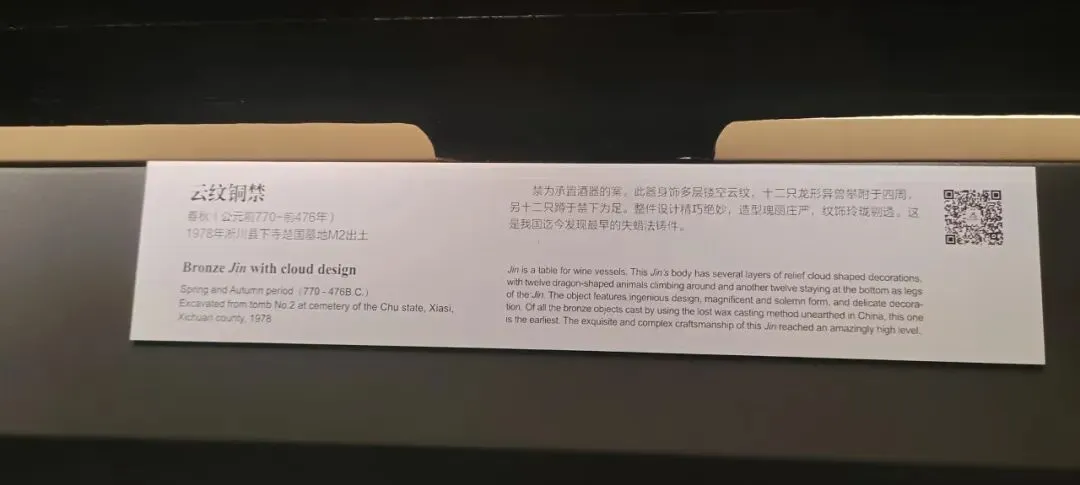 云纹铜禁
春秋（公元前770-前476年）
1978年淅川县下寺楚国墓地M2出土
Bronze Jin with cloud design
Spring and Autumn period（770 - 476B.C.）
Excavated from tomb No.2 at cemetery of the Chu state, Xiasi,
Xichuan county, 1978
禁为承置酒器的案。此器身饰多层镂空云纹，十二只龙形异兽攀附于四周，
另十二只蹲于禁下为足。整件设计精巧绝妙，造型瑰丽庄严，纹饰玲珑剔透。这
是我国迄今发现最早的失蜡法铸件。
Jin is a table for wine vessels. This Jin's body has several layers of relief cloud shaped decorations,
with twelve dragon-shaped animals climbing around and another twelve staying at the bottom as legs
of the Jin. The object features ingenious design, magnificent and solemn form, and delicate decora-
tion. Of all the bronze objects cast by using the lost wax casting method unearthed in China, this one
is the earliest. The exquisite and complex craftsmanship of this Jin reached an amazingly high level.